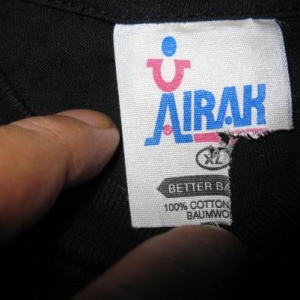 AIRAK
XL
BETTER BA
100% COTTON
BAUMWO